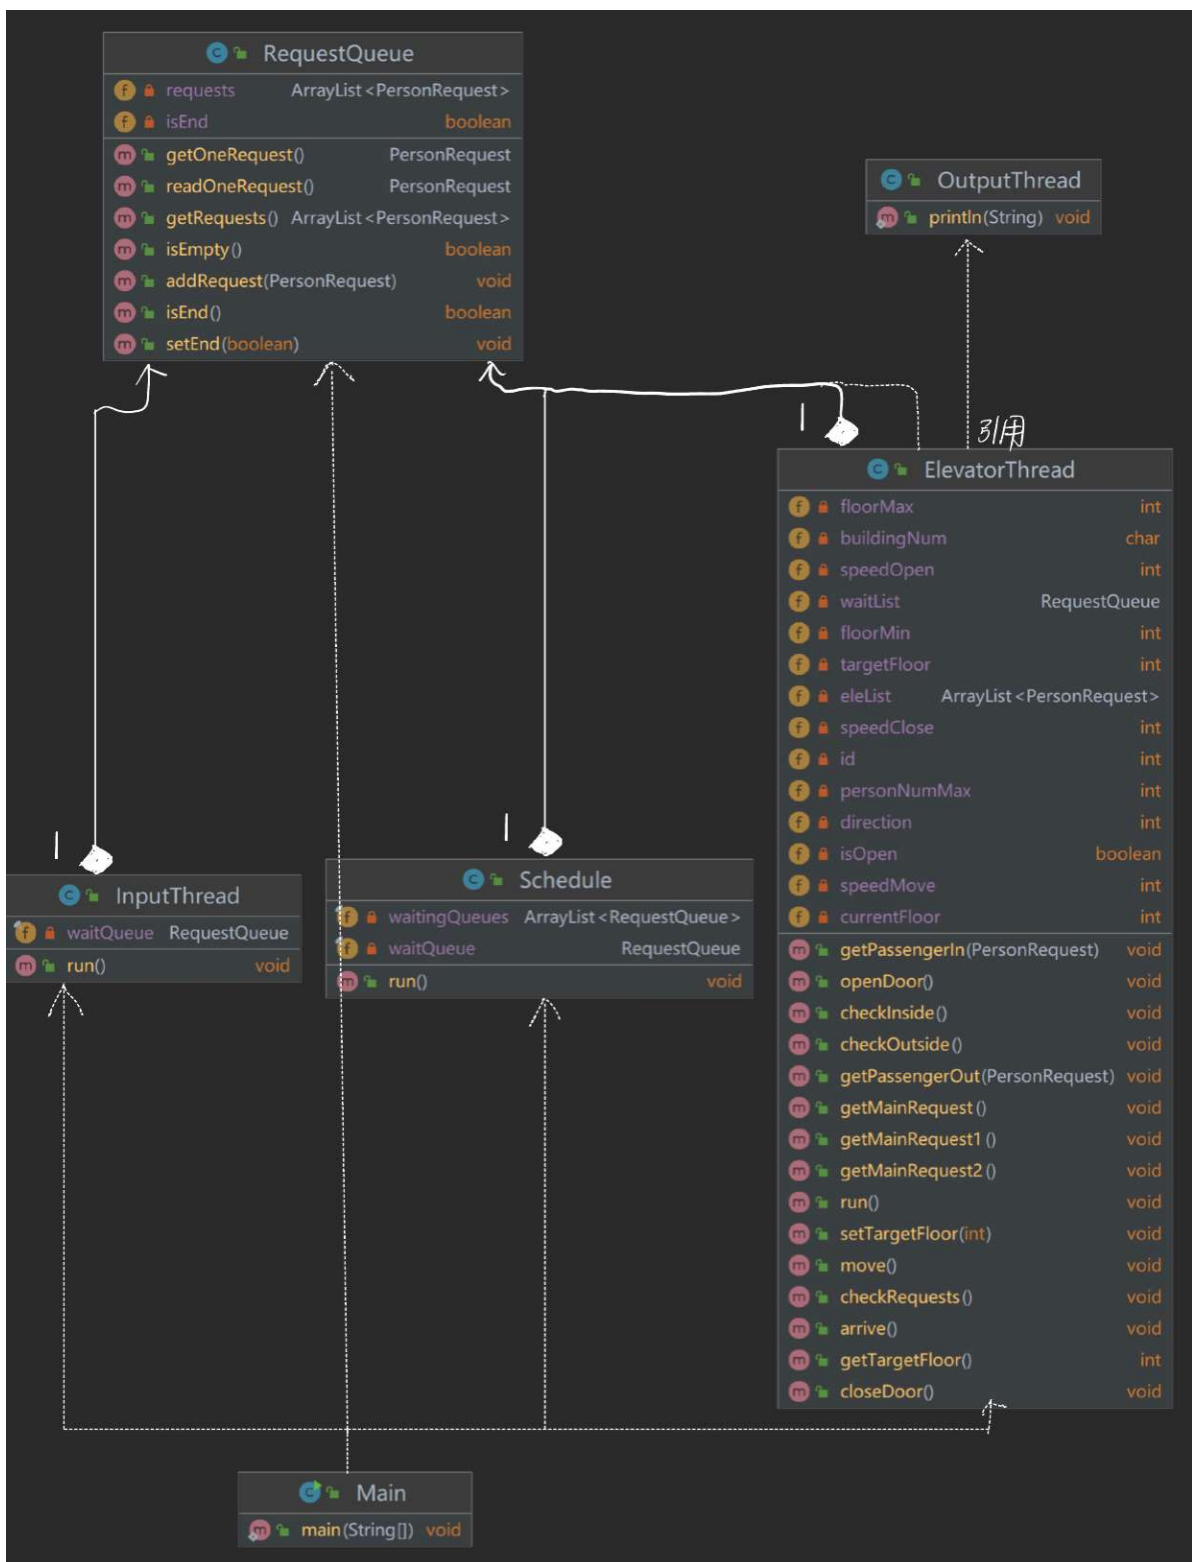 RequestQueue
requests ArrayList<PersonRequest>
isEnd boolean
getOneRequest() PersonRequest
readOneRequest() PersonRequest
getRequests() ArrayList<PersonRequest>
isEmpty() boolean
addRequest(PersonRequest) void
isEnd() boolean
setEnd(boolean) void
OutputThread
println(String) void
1
引用
ElevatorThread
floorMax int
buildingNum char
speedOpen int
waitList RequestQueue
floorMin int
targetFloor int
eleList ArrayList<PersonRequest>
speedClose int
id int
personNumMax int
direction int
isOpen boolean
speedMove int
currentFloor int
getPassengerIn(PersonRequest) void
openDoor() void
checkInside() void
checkOutside() void
getPassengerOut(PersonRequest) void
getMainRequest() void
getMainRequest1() void
getMainRequest2() void
run() void
setTargetFloor(int) void
move() void
checkRequests() void
arrive() void
getTargetFloor() int
closeDoor() void
1
InputThread
waitQueue RequestQueue
run() void
1
Schedule
waitingQueues ArrayList<RequestQueue>
waitQueue RequestQueue
run() void
Main
main(String[]) void